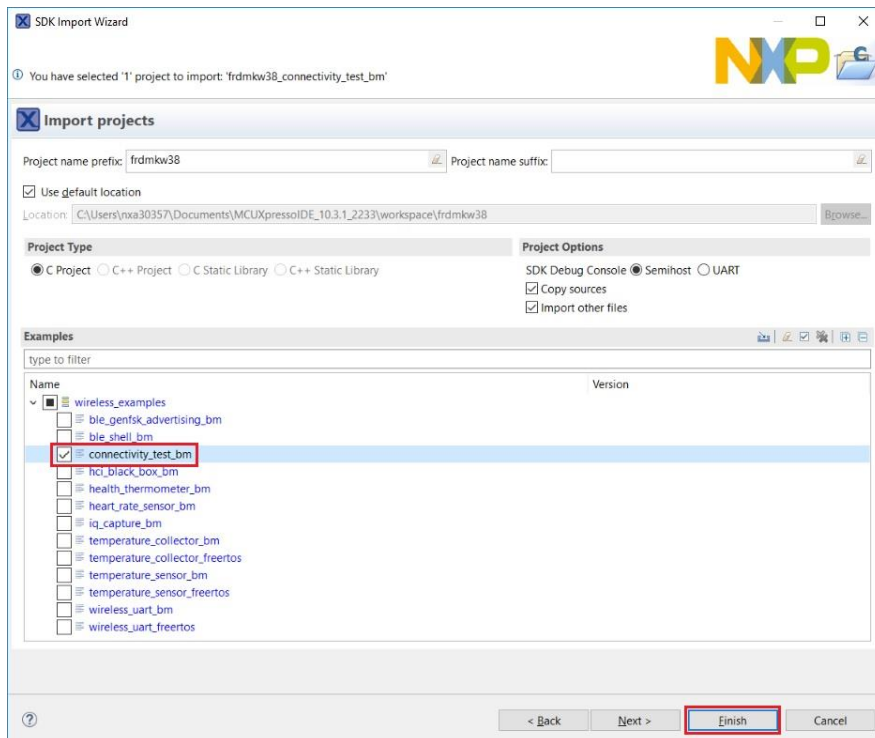 SDK Import Wizard
You have selected '1' project to import: 'frdmkw38_connectivity_test_bm'
NXP
Import projects
Project name prefix: frdmkw38 Project name suffix:
Use default location
Location: C:\Users\nxa30357\Documents\MCUXpressoIDE_10.3.1_2233\workspace\frdmkw38 Browse...
Project Type Project Options
C Project C++ Project C Static Library C++ Static Library SDK Debug Console Semihost UART
Copy sources
Import other files
Examples
type to filter
Name Version
wireless_examples
ble_genfsk_advertising_bm
ble_shell_bm
connectivity_test_bm
hci_black_box_bm
health_thermometer_bm
heart_rate_sensor_bm
iq_capture_bm
temperature_collector_bm
temperature_collector_freertos
temperature_sensor_bm
temperature_sensor_freertos
wireless_uart_bm
wireless_uart_freertos
< Back Next > Finish Cancel